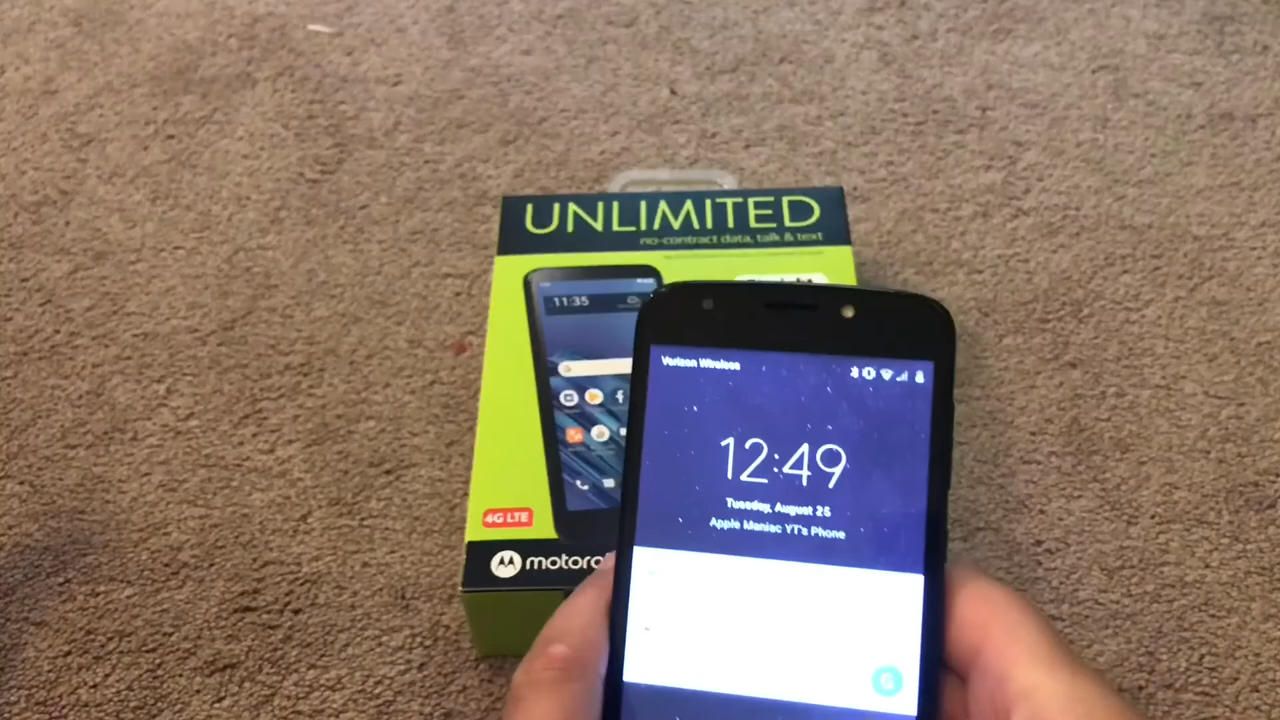 UNLIMITED
no-contract data, talk & text
11:35
4G LTE
Verizon Wireless
12:49
Tuesday, August 25
Apple Maniac YT's Phone